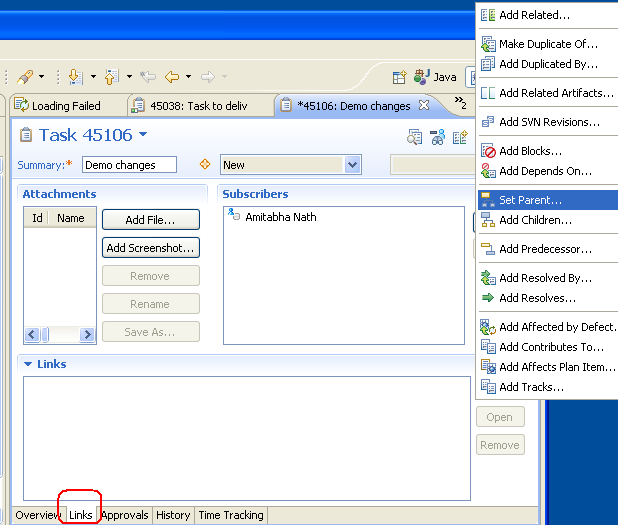 Java
Loading Failed
45038: Task to deliv
*45106: Demo changes
»2
Task 45106
Summary:*
Demo changes
New
Attachments
Id
Name
Add File...
Add Screenshot...
Remove
Rename
Save As...
Subscribers
Amitabha Nath
Links
Open
Remove
Overview
Links
Approvals
History
Time Tracking
Add Related...
Make Duplicate Of...
Add Duplicated By...
Add Related Artifacts...
Add SVN Revisions...
Add Blocks...
Add Depends On...
Set Parent...
Add Children...
Add Predecessor...
Add Resolved By...
Add Resolves...
Add Affected by Defect.
Add Contributes To...
Add Affects Plan Item...
Add Tracks...